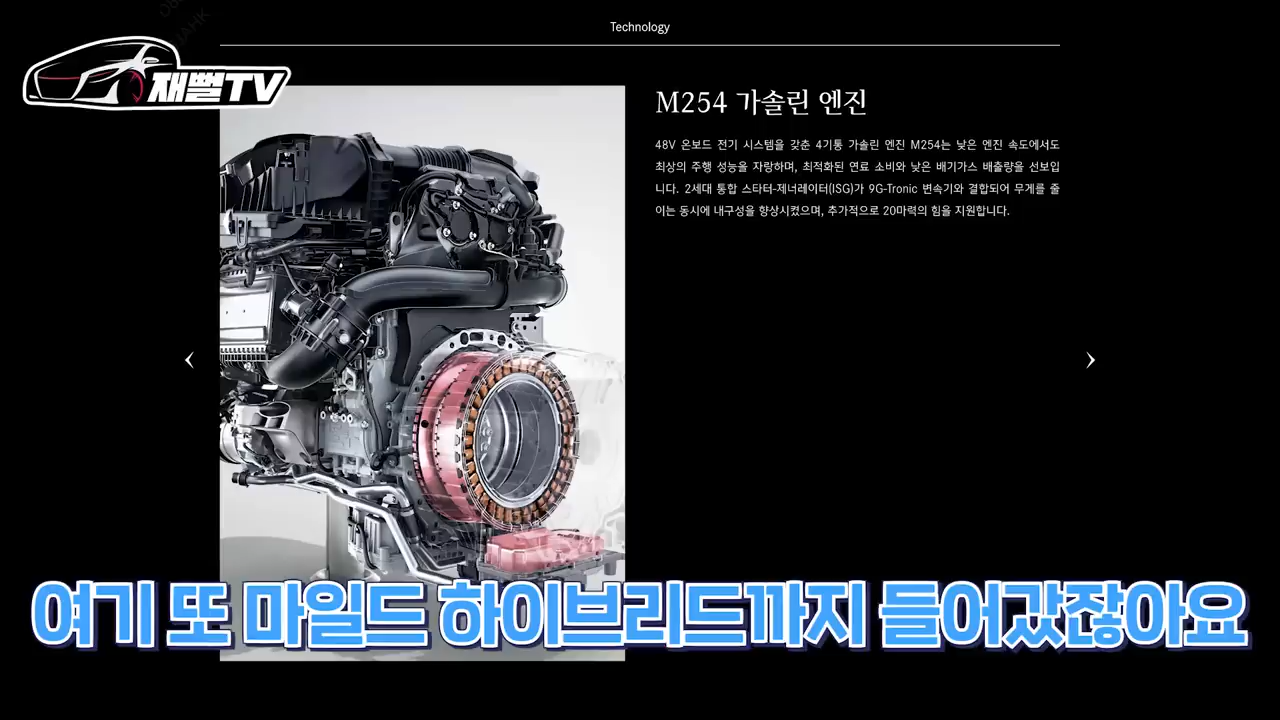 Technology
재뻘TV
M254 가솔린 엔진
48V 온보드 전기 시스템을 갖춘 4기통 가솔린 엔진 M254는 낮은 엔진 속도에서도
최상의 주행 성능을 자랑하며, 최적화된 연료 소비와 낮은 배기가스 배출량을 선보입
니다. 2세대 통합 스타터-제너레이터(ISG)가 9G-Tronic 변속기와 결합되어 무게를 줄
이는 동시에 내구성을 향상시켰으며, 추가적으로 20마력의 힘을 지원합니다.
여기 또 마일드 하이브리드까지 들어갔잖아요